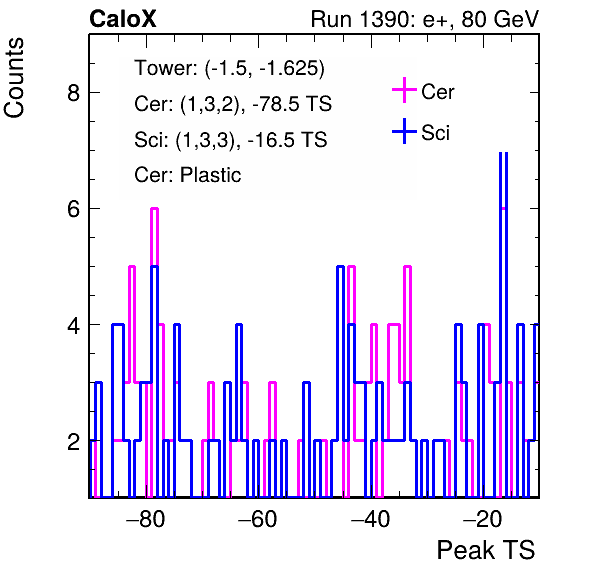 CaloX Run 1390: e+, 80 GeV
Counts
Tower: (-1.5, -1.625)
Cer: (1,3,2), -78.5 TS
Sci: (1,3,3), -16.5 TS
Cer: Plastic
Cer
Sci
8
6
4
2
−80 −60 −40 −20
Peak TS